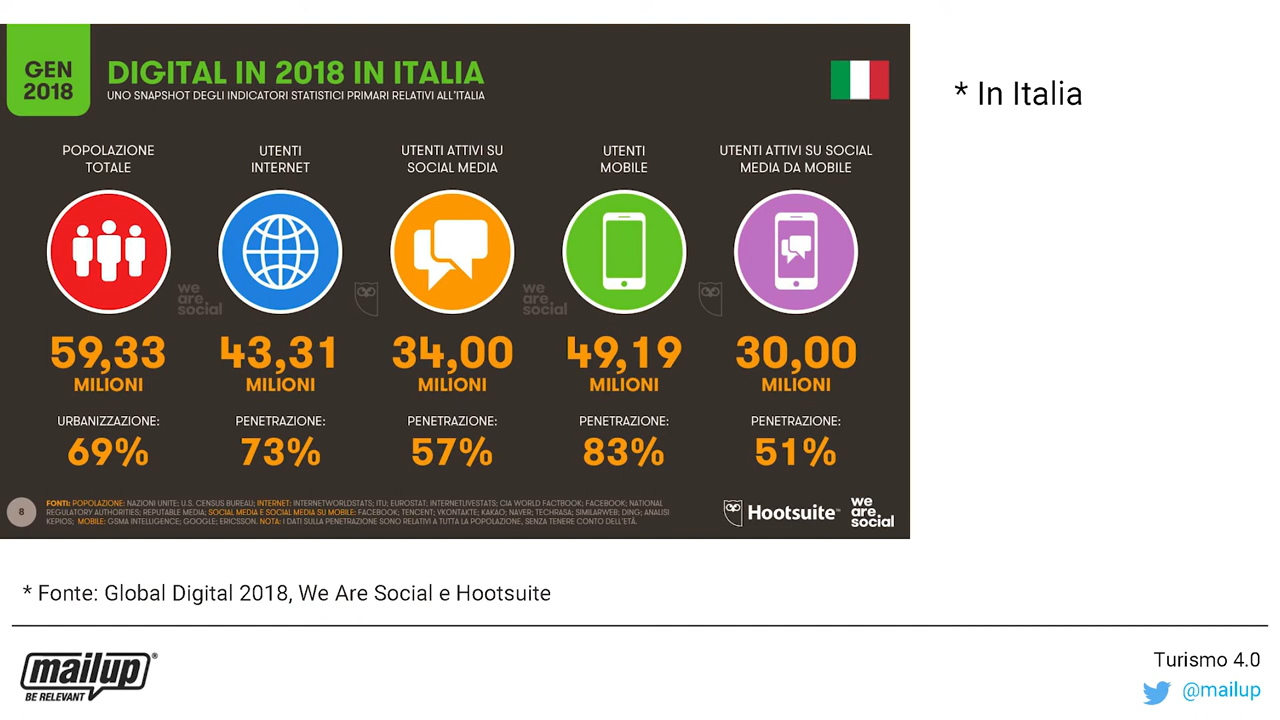 GEN
2018
DIGITAL IN 2018 IN ITALIA
UNO SNAPSHOT DEGLI INDICATORI STATISTICI PRIMARI RELATIVI ALL'ITALIA
* In Italia
POPOLAZIONE
TOTALE
UTENTI
INTERNET
UTENTI ATTIVI SU
SOCIAL MEDIA
UTENTI
MOBILE
UTENTI ATTIVI SU SOCIAL
MEDIA DA MOBILE
we
are
social
we
are
social
59,33
MILIONI
43,31
MILIONI
34,00
MILIONI
49,19
MILIONI
30,00
MILIONI
URBANIZZAZIONE:
69%
PENETRAZIONE:
73%
PENETRAZIONE:
57%
PENETRAZIONE:
83%
PENETRAZIONE:
51%
8
FONTI: POPOLAZIONE: NAZIONI UNITE; U.S. CENSUS BUREAU; INTERNET: INTERNETWORLDSTATS; ITU; EUROSTAT; INTERNETLIVESTATS; CIA WORLD FACTBOOK; FACEBOOK; NATIONAL
REGULATORY AUTHORITIES; REPUTABLE MEDIA; SOCIAL MEDIA E SOCIAL MEDIA SU MOBILE: FACEBOOK; TENCENT; VKONTAKTE; KAKAO; NAVER; TECHRASA; SIMILARWEB; DING; ANALISI
KEPIOS; MOBILE: GSMA INTELLIGENCE; GOOGLE; ERICSSON. NOTA: I DATI SULLA PENETRAZIONE SONO RELATIVI A TUTTA LA POPOLAZIONE, SENZA TENERE CONTO DELL'ETÀ.
Hootsuite™
we
are
social
* Fonte: Global Digital 2018, We Are Social e Hootsuite
mailup®
BE RELEVANT
Turismo 4.0
@mailup